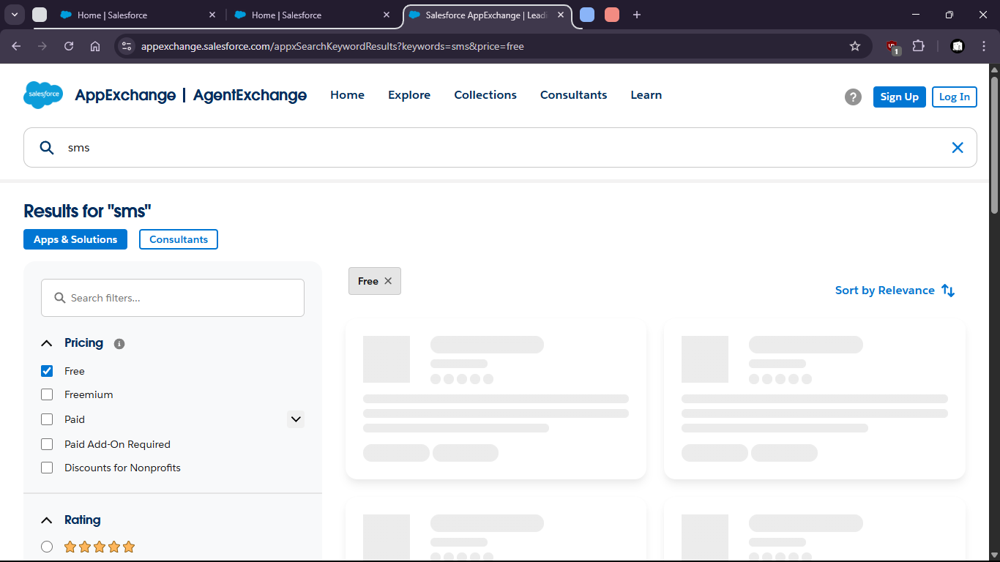 Home | Salesforce
Home | Salesforce
Salesforce AppExchange | Leadi
appexchange.salesforce.com/appxSearchKeywordResults?keywords=sms&price=free
1
salesforce
AppExchange | AgentExchange
Home
Explore
Collections
Consultants
Learn
?
Sign Up
Log In
sms
Results for "sms"
Apps & Solutions
Consultants
Search filters...
Free
Sort by Relevance
Pricing
Free
Freemium
Paid
Paid Add-On Required
Discounts for Nonprofits
Rating